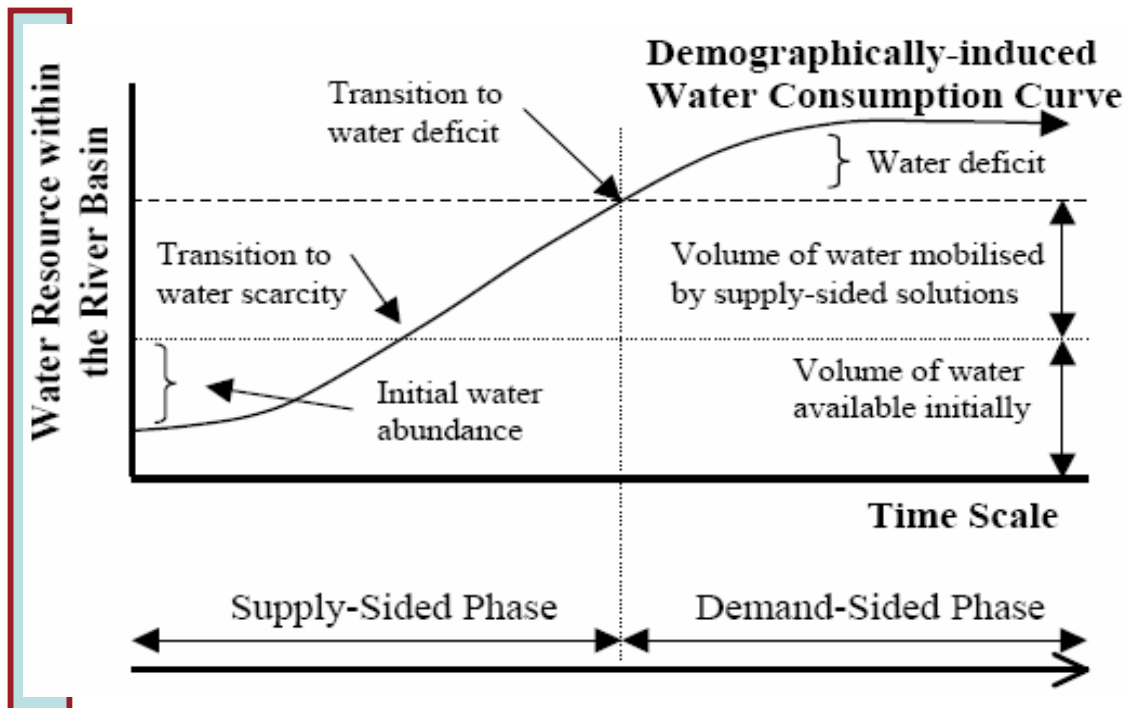 Water Resource within
the River Basin
Demographically-induced
Water Consumption Curve
Transition to
water deficit
Water deficit
Transition to
water scarcity
Volume of water mobilised
by supply-sided solutions
Initial water
abundance
Volume of water
available initially
Time Scale
Supply-Sided Phase
Demand-Sided Phase